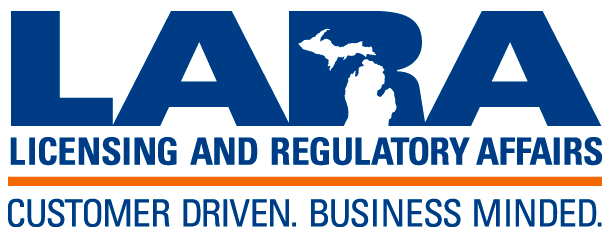 LARA
LICENSING AND REGULATORY AFFAIRS
CUSTOMER DRIVEN. BUSINESS MINDED.